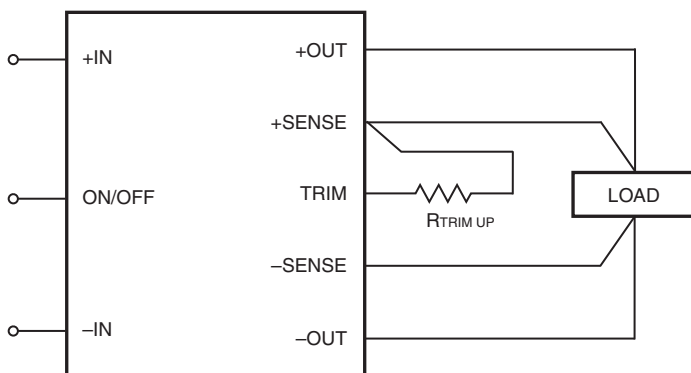 +IN
+OUT
+SENSE
ON/OFF
TRIM
RTRIM UP
LOAD
–SENSE
–IN
–OUT